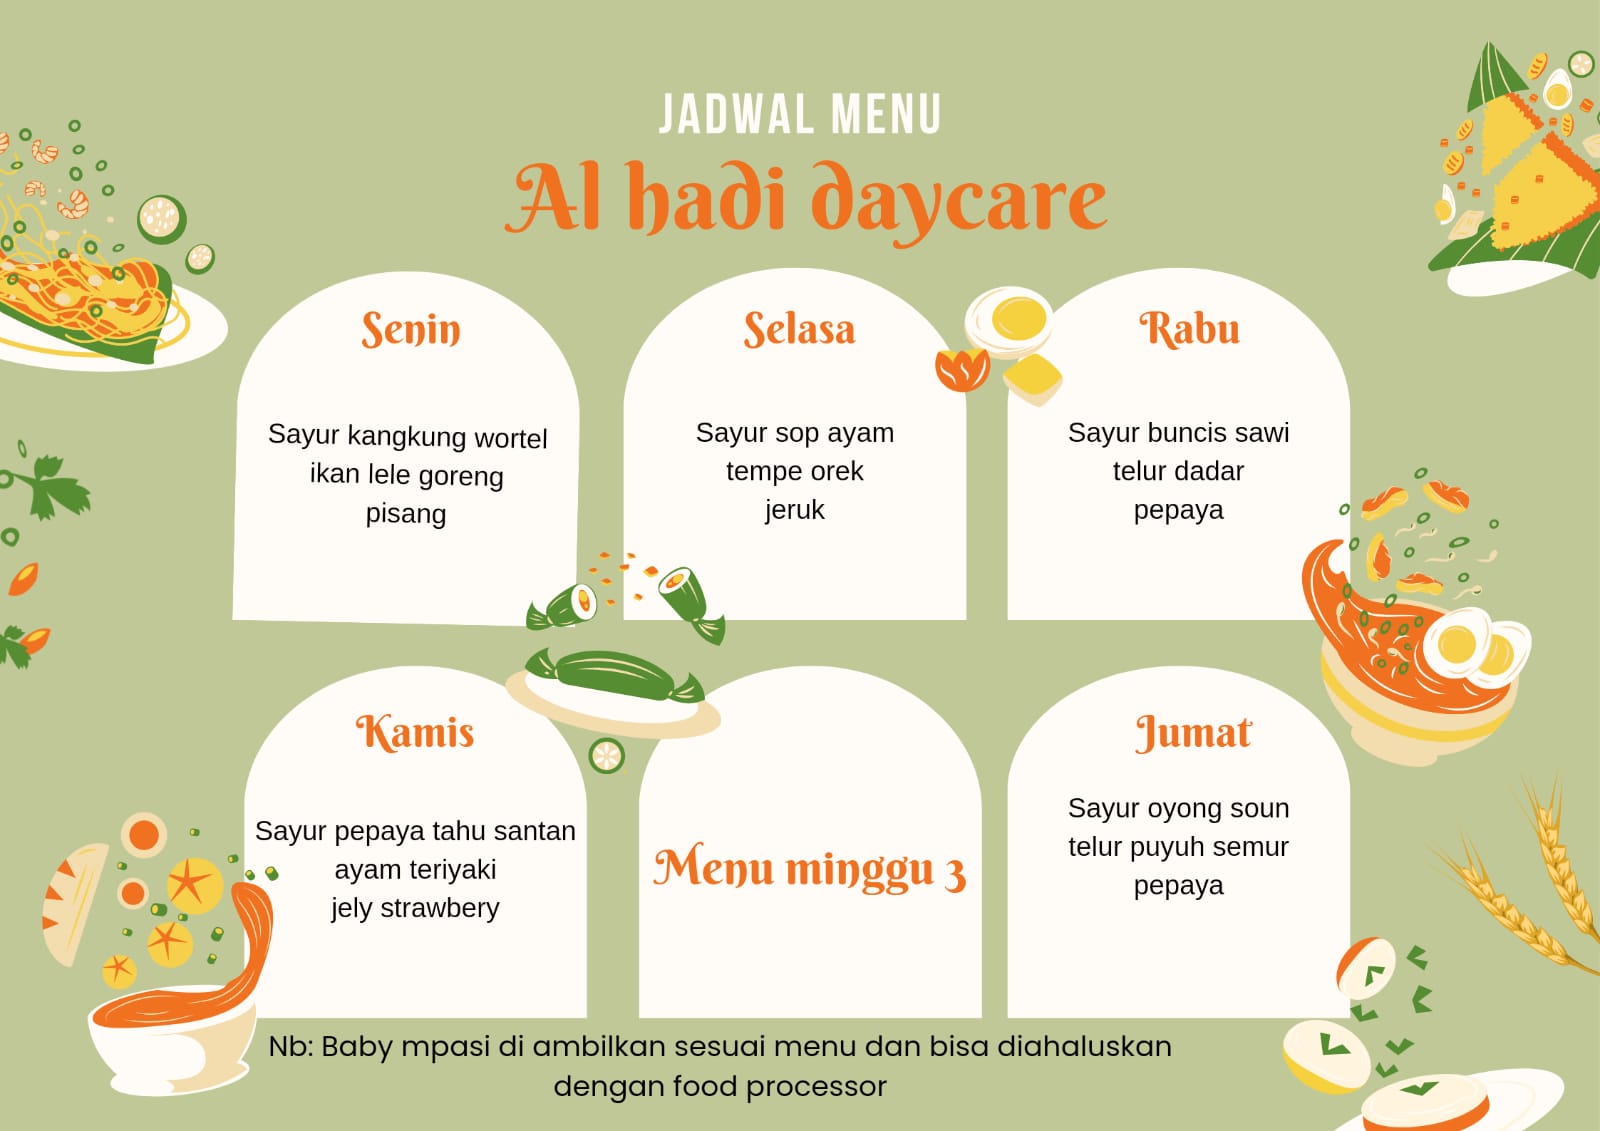 JADWAL MENU
Al hadi daycare
Senin
Sayur kangkung wortel
ikan lele goreng
pisang
Selasa
Sayur sop ayam
tempe orek
jeruk
Rabu
Sayur buncis sawi
telur dadar
pepaya
Kamis
Sayur pepaya tahu santan
ayam teriyaki
jely strawbery
Menu minggu 3
Jumat
Sayur oyong soun
telur puyuh semur
pepaya
Nb: Baby mpasi di ambilkan sesuai menu dan bisa diahaluskan
dengan food processor